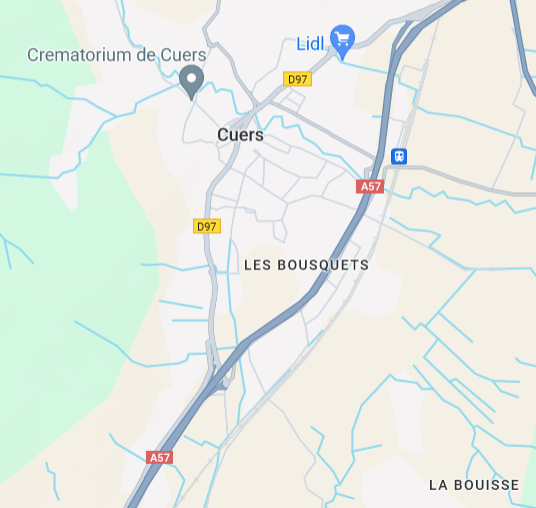 Lidl
Crematorium de Cuers
D97
Cuers
A57
D97
LES BOUSQUETS
A57
LA BOUISSE